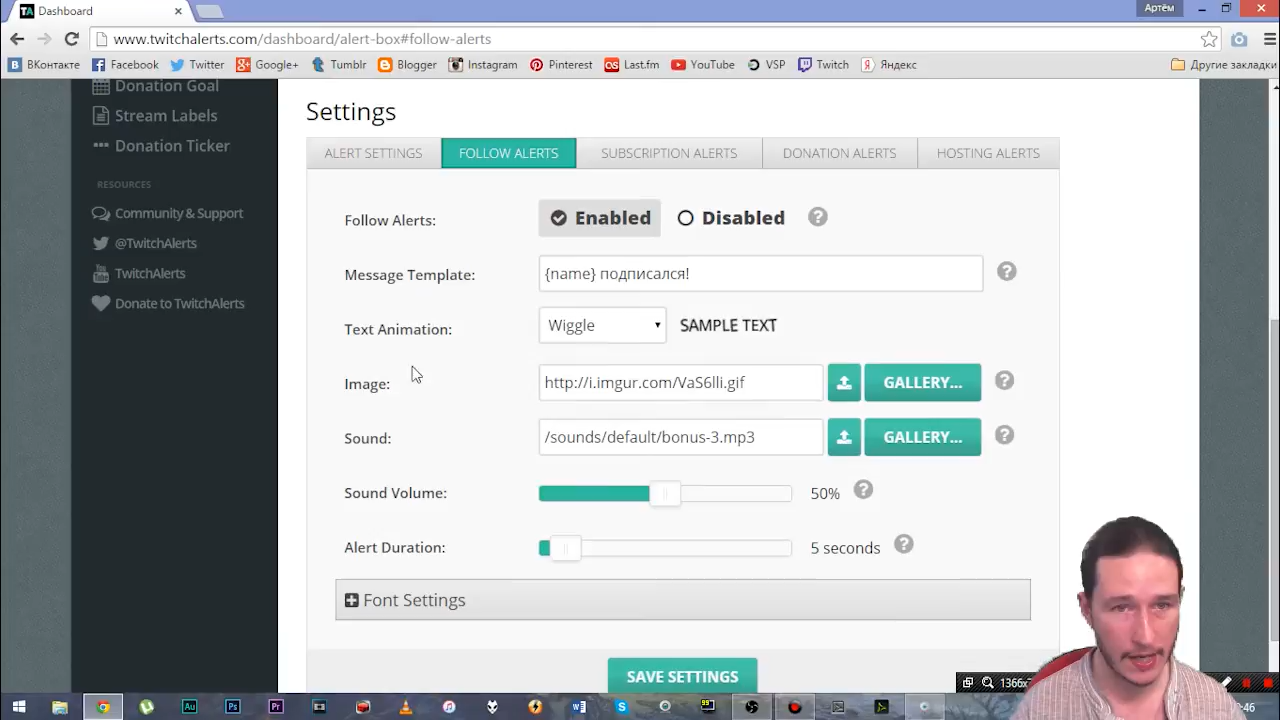 Dashboard
Артём
www.twitchalerts.com/dashboard/alert-box#follow-alerts
ВКонтакте Facebook Twitter Google+ Tumblr Blogger Instagram Pinterest Last.fm YouTube VSP Twitch Яндекс Другие закладки
Donation Goal
Stream Labels
Donation Ticker
RESOURCES
Community & Support
@TwitchAlerts
TwitchAlerts
Donate to TwitchAlerts
Settings
ALERT SETTINGS FOLLOW ALERTS SUBSCRIPTION ALERTS DONATION ALERTS HOSTING ALERTS
Follow Alerts: Enabled Disabled ?
Message Template: {name} подписался! ?
Text Animation: Wiggle SAMPLE TEXT
Image: http://i.imgur.com/VaS6lli.gif GALLERY... ?
Sound: /sounds/default/bonus-3.mp3 GALLERY... ?
Sound Volume: 50% ?
Alert Duration: 5 seconds ?
Font Settings
SAVE SETTINGS